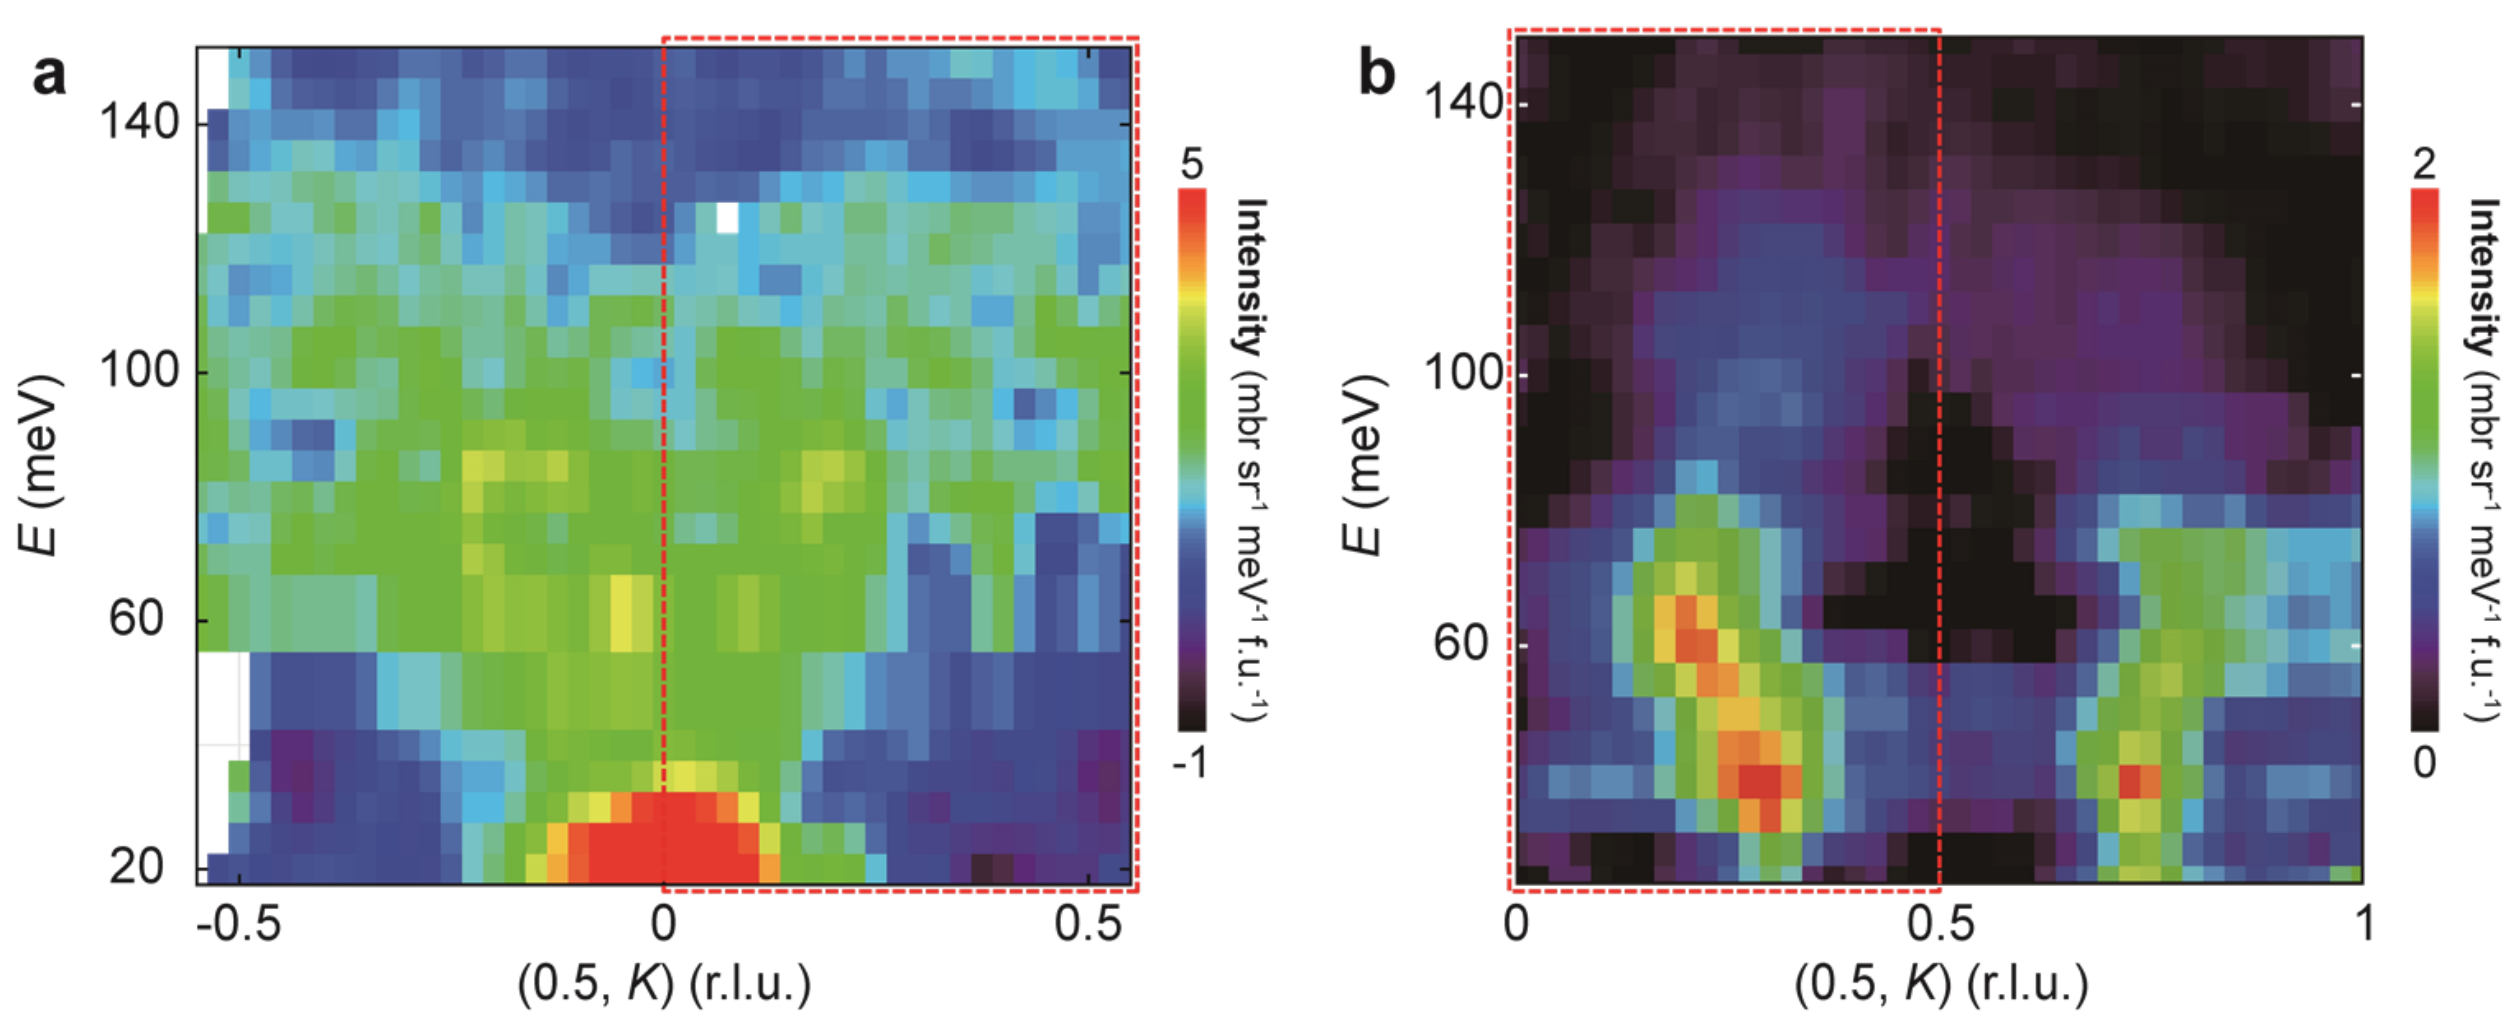 a
140
100
60
20
E (meV)
-0.5
0
0.5
(0.5, K) (r.l.u.)
5
-1
Intensity (mbr sr-1 meV-1 f.u.-1)
b
140
100
60
E (meV)
0
0.5
1
(0.5, K) (r.l.u.)
2
0
Intensity (mbr sr-1 meV-1 f.u.-1)